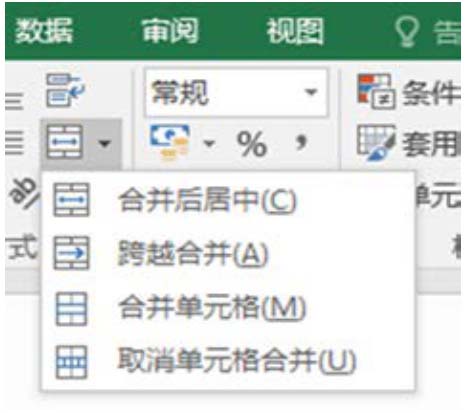 数据 审阅 视图 告
常规 条件
% , 套用
ab 单元
合并后居中(C)
式
跨越合并(A)
合并单元格(M)
取消单元格合并(U)